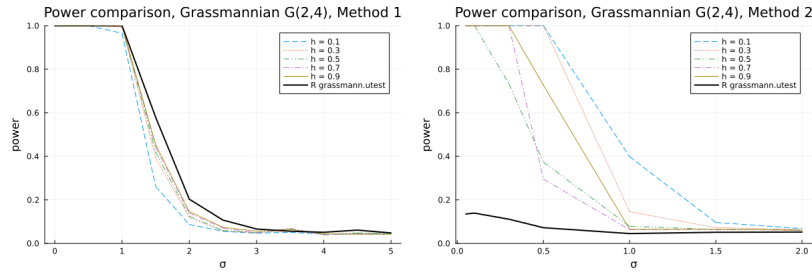 Power comparison, Grassmannian G(2,4), Method 1
power
1.0
0.8
0.6
0.4
0.2
0.0
h = 0.1
h = 0.3
h = 0.5
h = 0.7
h = 0.9
R grassmann.utest
0
1
2
3
4
5
σ
Power comparison, Grassmannian G(2,4), Method 2
power
1.0
0.8
0.6
0.4
0.2
0.0
h = 0.1
h = 0.3
h = 0.5
h = 0.7
h = 0.9
R grassmann.utest
0.0
0.5
1.0
1.5
2.0
σ